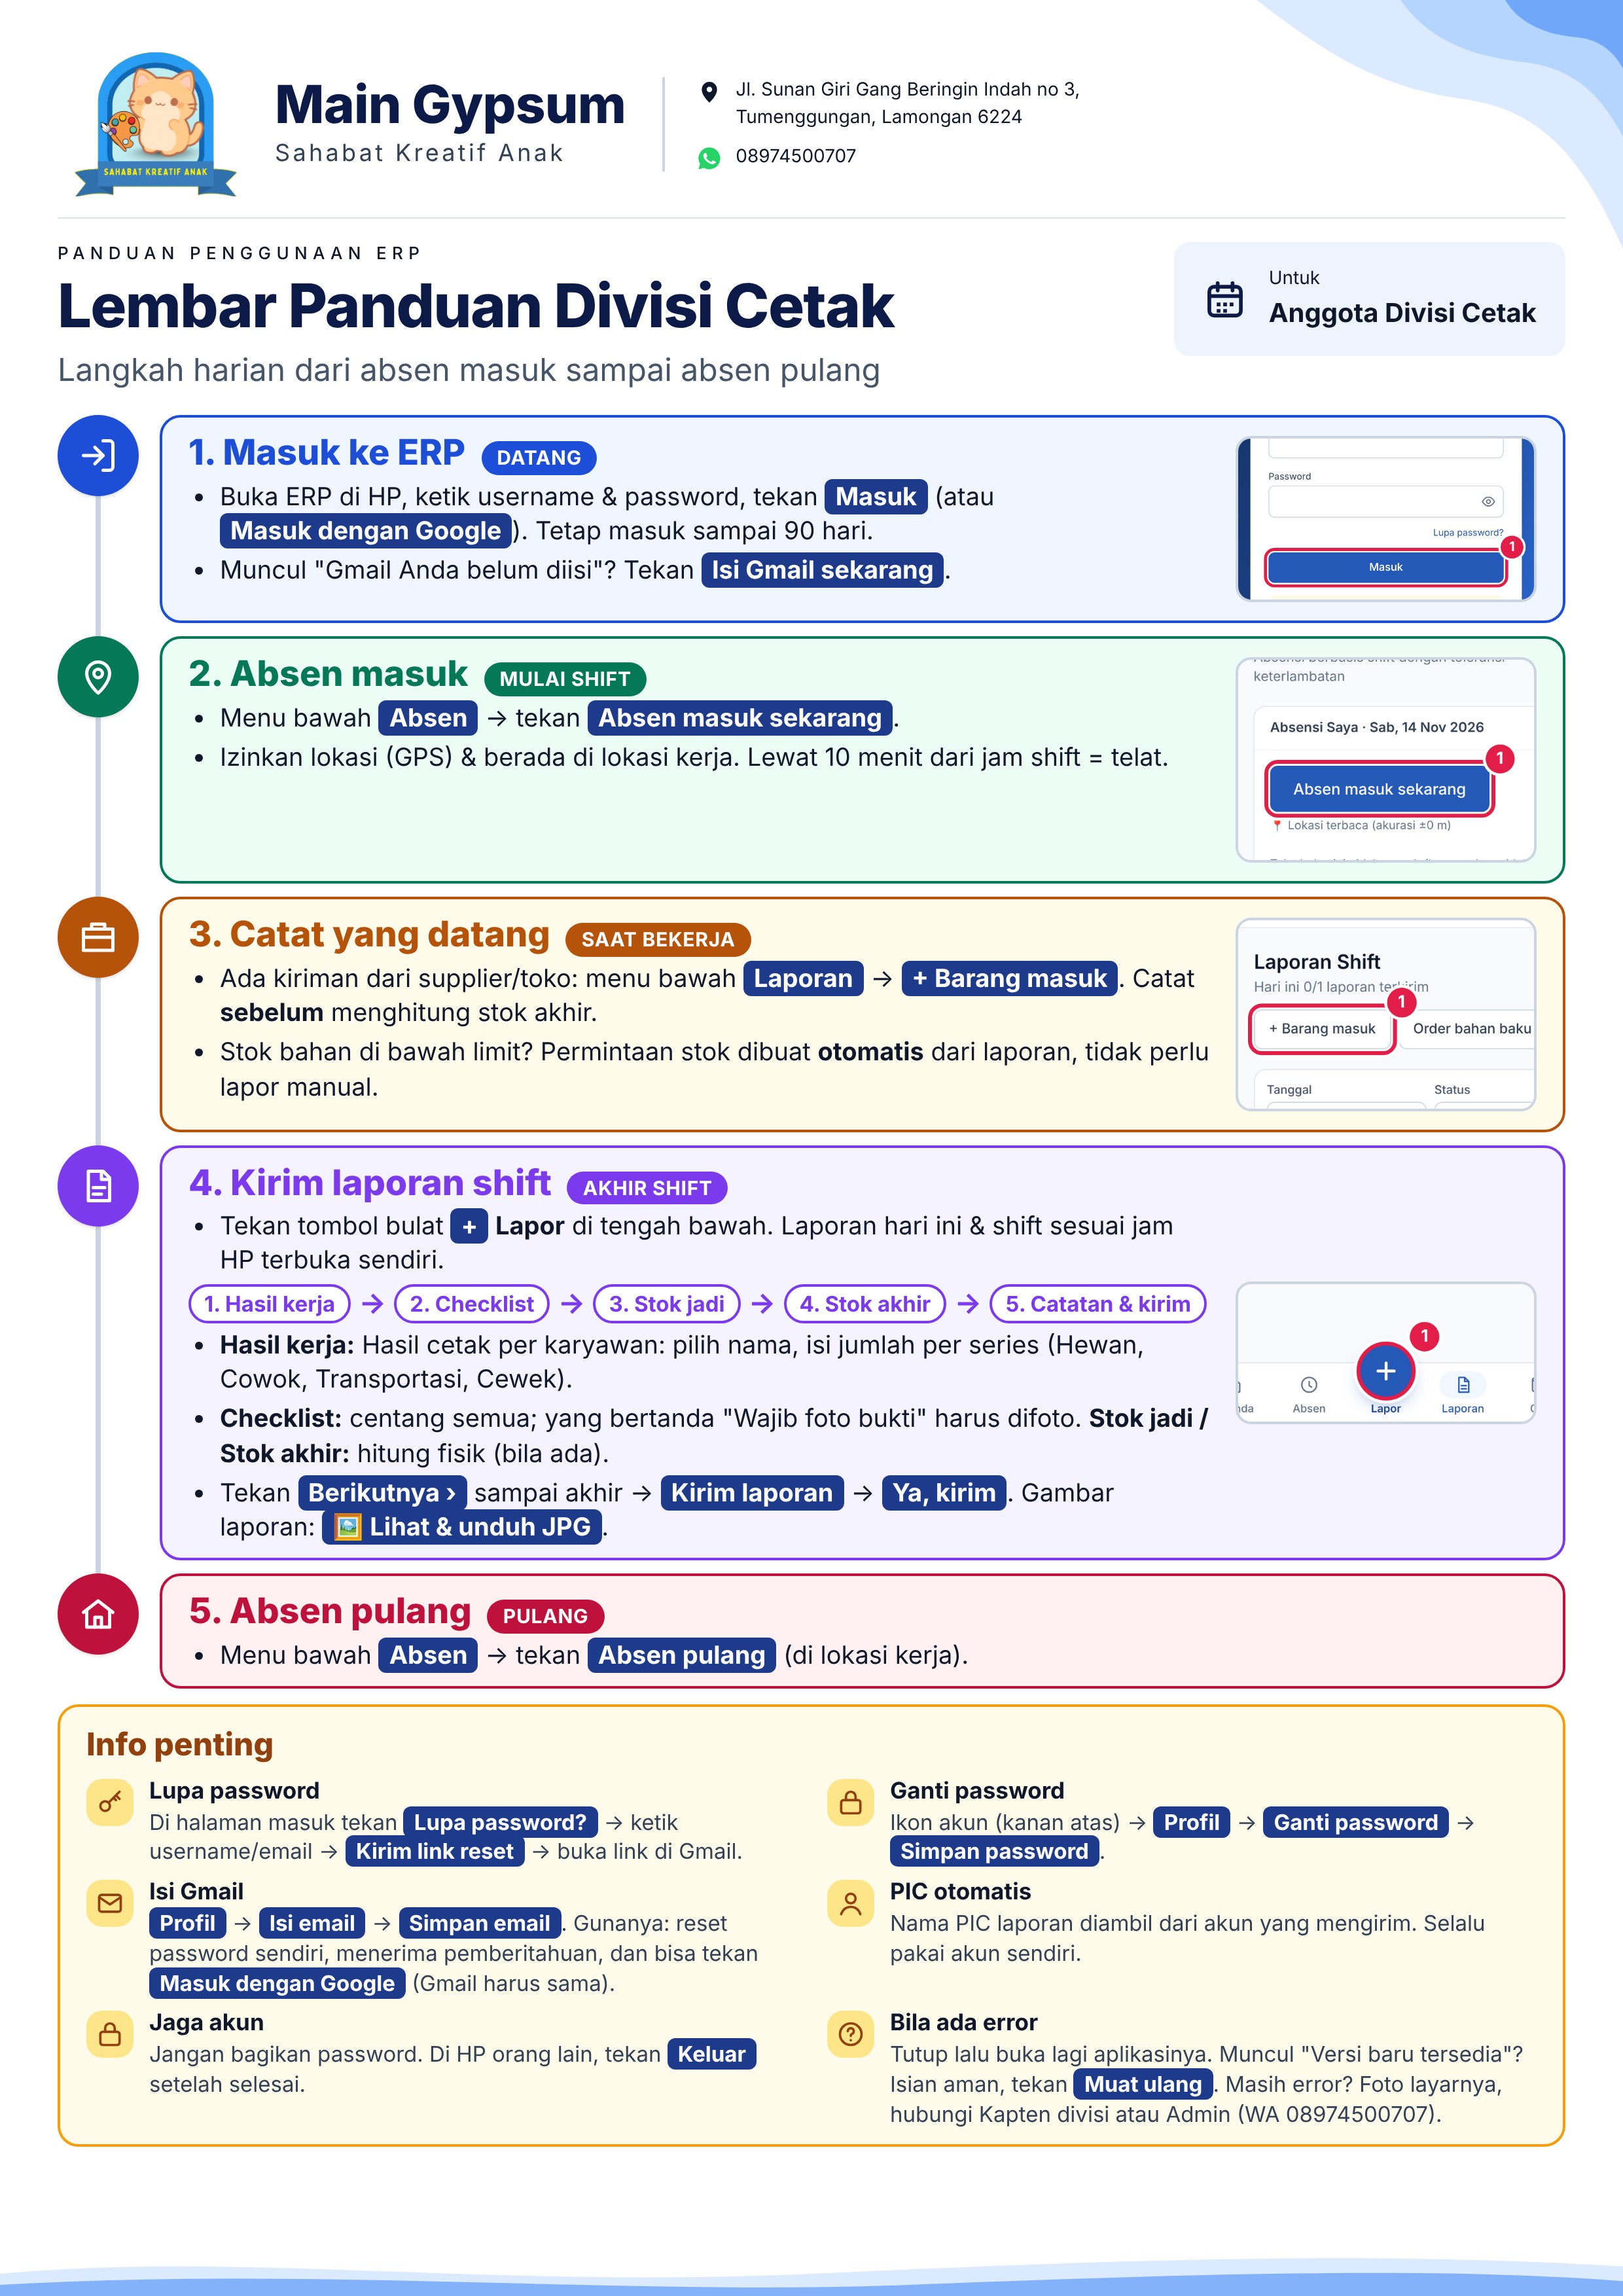 SAHABAT KREATIF ANAK
Main Gypsum
Sahabat Kreatif Anak
Jl. Sunan Giri Gang Beringin Indah no 3,
Tumenggungan, Lamongan 6224
08974500707
PANDUAN PENGGUNAAN ERP
Lembar Panduan Divisi Cetak
Langkah harian dari absen masuk sampai absen pulang
Untuk
Anggota Divisi Cetak
1. Masuk ke ERP DATANG
• Buka ERP di HP, ketik username & password, tekan Masuk (atau
Masuk dengan Google). Tetap masuk sampai 90 hari.
• Muncul "Gmail Anda belum diisi"? Tekan Isi Gmail sekarang.
Password
Lupa password?
1
Masuk
2. Absen masuk MULAI SHIFT
• Menu bawah Absen → tekan Absen masuk sekarang.
• Izinkan lokasi (GPS) & berada di lokasi kerja. Lewat 10 menit dari jam shift = telat.
Absensi berbasis shift dengan toleransi
keterlambatan
Absensi Saya · Sab, 14 Nov 2026
1
Absen masuk sekarang
Lokasi terbaca (akurasi ±0 m)
3. Catat yang datang SAAT BEKERJA
• Ada kiriman dari supplier/toko: menu bawah Laporan → + Barang masuk. Catat
sebelum menghitung stok akhir.
• Stok bahan di bawah limit? Permintaan stok dibuat otomatis dari laporan, tidak perlu
lapor manual.
Laporan Shift
Hari ini 0/1 laporan terkirim
1
+ Barang masuk Order bahan baku
Tanggal Status
4. Kirim laporan shift AKHIR SHIFT
• Tekan tombol bulat + Lapor di tengah bawah. Laporan hari ini & shift sesuai jam
HP terbuka sendiri.
1. Hasil kerja → 2. Checklist → 3. Stok jadi → 4. Stok akhir → 5. Catatan & kirim
• Hasil kerja: Hasil cetak per karyawan: pilih nama, isi jumlah per series (Hewan,
Cowok, Transportasi, Cewek).
• Checklist: centang semua; yang bertanda "Wajib foto bukti" harus difoto. Stok jadi /
Stok akhir: hitung fisik (bila ada).
• Tekan Berikutnya › sampai akhir → Kirim laporan → Ya, kirim. Gambar
laporan: 🖼️ Lihat & unduh JPG.
1
+
nda Absen Lapor Laporan
5. Absen pulang PULANG
• Menu bawah Absen → tekan Absen pulang (di lokasi kerja).
Info penting
Lupa password
Di halaman masuk tekan Lupa password? → ketik
username/email → Kirim link reset → buka link di Gmail.
Ganti password
Ikon akun (kanan atas) → Profil → Ganti password →
Simpan password.
Isi Gmail
Profil → Isi email → Simpan email. Gunanya: reset
password sendiri, menerima pemberitahuan, dan bisa tekan
Masuk dengan Google (Gmail harus sama).
PIC otomatis
Nama PIC laporan diambil dari akun yang mengirim. Selalu
pakai akun sendiri.
Jaga akun
Jangan bagikan password. Di HP orang lain, tekan Keluar
setelah selesai.
Bila ada error
Tutup lalu buka lagi aplikasinya. Muncul "Versi baru tersedia"?
Isian aman, tekan Muat ulang. Masih error? Foto layarnya,
hubungi Kapten divisi atau Admin (WA 08974500707).